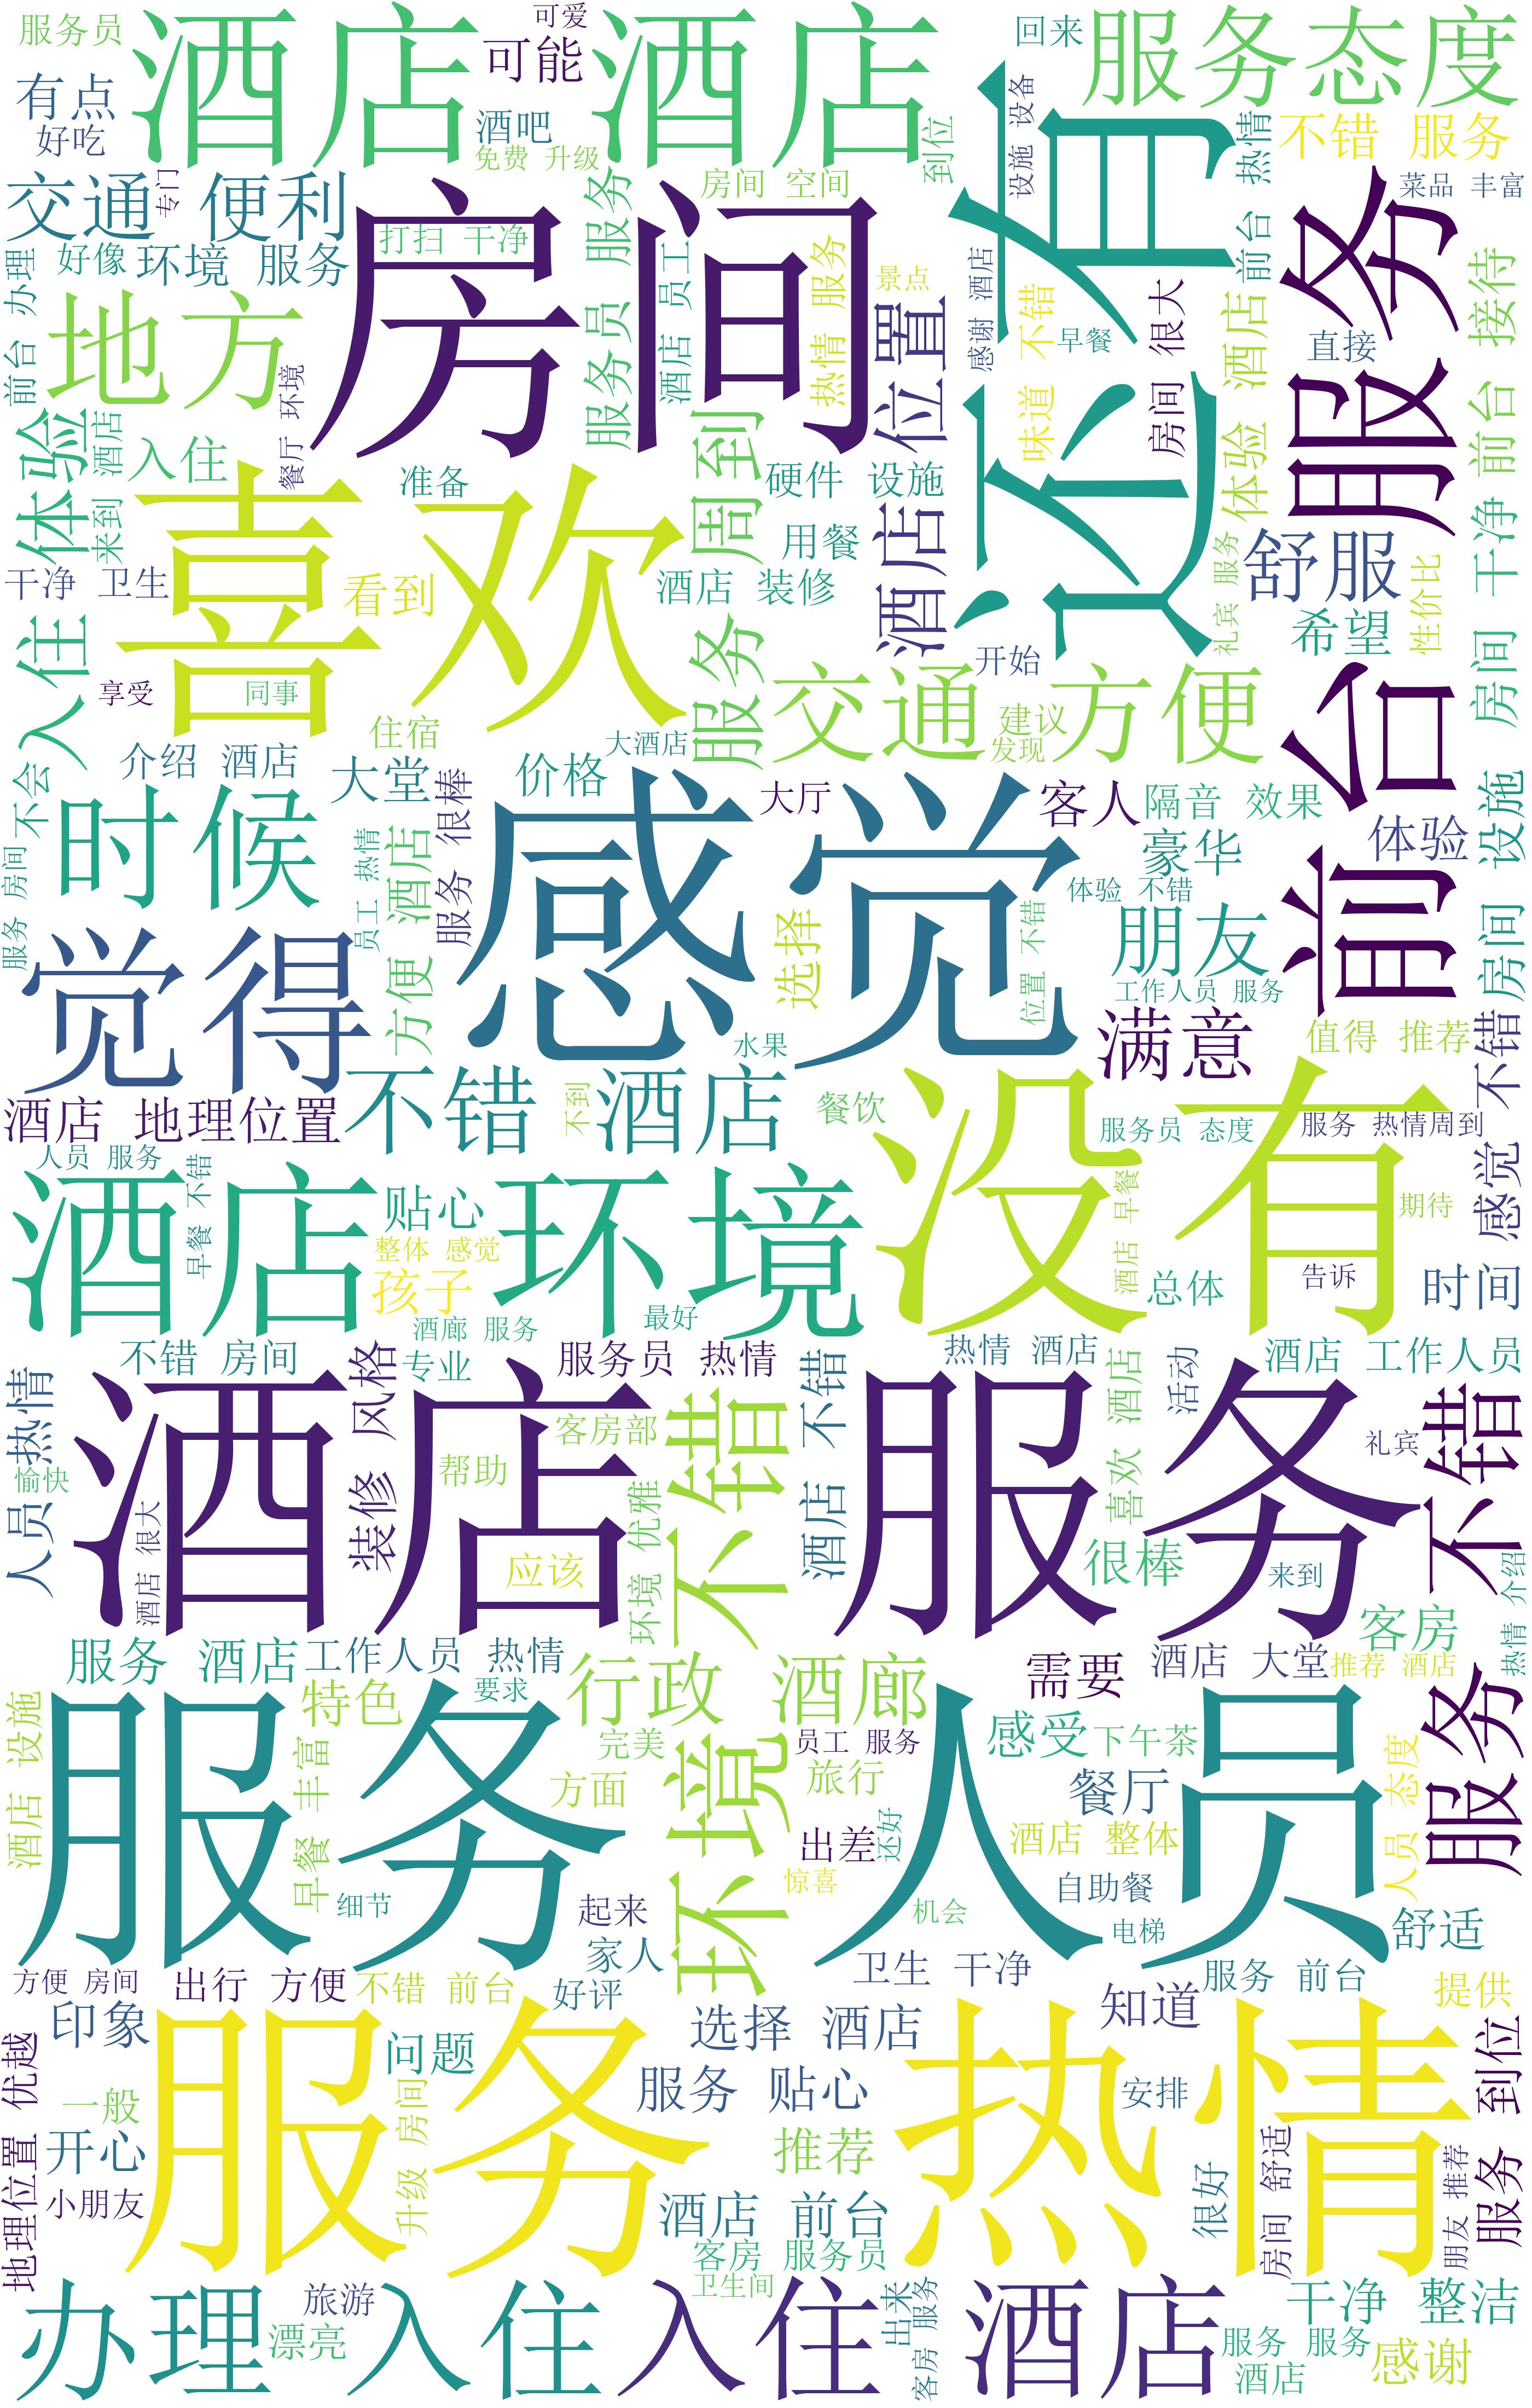 服务员
酒店 酒店
可爱
可能
回来
服务态度
有点
好吃
酒吧
免费 升级
到位
设施 设备
还有
前台 热情
不错 服务
交通 便利
专门
房间
打扫 干净
服务员 服务
房间 空间
菜品 丰富
服务
前台 办理
好像
环境 服务
酒店 员工
热情 服务
景点
酒店 位置
感谢 酒店
味道 不错
早餐
房间 很大
体验 酒店
直接
前台 接待
地方
餐厅 环境
体验
来到 酒店
入住
喜欢
准备
服务 周到
硬件 设施
用餐
舒服
礼宾 服务
性价比
房间 干净
干净 卫生
看到
酒店 装修
希望
入住
享受
同事
开始
交通 方便
建议
发现
前台
住宿
大酒店
介绍 酒店
大堂
价格
不会
时候
服务 很棒
感觉
大厅
客人
隔音 效果
体验
房间 设施
豪华
员工 热情
方便 酒店
服务 房间
体验 不错
选择
位置 不错
朋友
觉得
工作人员 服务
满意
值得 推荐
感觉 不错
水果
不错 酒店
酒店 地理位置
不到
餐饮
没有
服务员 态度
服务 热情周到
人员 服务
酒店 环境
早餐 不错
贴心
整体 感觉
孩子
酒店 早餐
期待
总体
告诉
时间
酒廊 服务
最好
不错 房间
装修 风格
专业
服务员 热情
酒店 不错
热情 酒店
喜欢 酒店
活动
酒店 工作人员
人员 热情
酒店 服务
愉快
酒店 很大
客房部
帮助
环境 不错
环境 优雅
礼宾
服务 不错
应该
很棒
来到
热情 介绍
服务 酒店
工作人员 热情
行政 酒廊
需要
酒店 大堂
客房
推荐 酒店
酒店 设施
服务 人员
特色
要求
早餐 丰富
完美
员工 服务
感受
下午茶
方面
旅行
餐厅
人员 态度
出差
还好
酒店 整体
细节
惊喜
自助餐
起来
机会
电梯
舒适
家人
方便 房间
出行 方便
不错 前台
好评
卫生 干净
服务 前台
提供
印象
服务 热情
问题
选择 酒店
知道
服务 到位
地理位置 优越
一般
升级 房间
服务 贴心
安排
开心
推荐
很好
房间 舒适
朋友 推荐
小朋友
酒店 前台
客房 服务员
办理 入住
旅游
漂亮
卫生间
入住 酒店
出来
客房 服务
干净 整洁
服务 服务
酒店
感谢